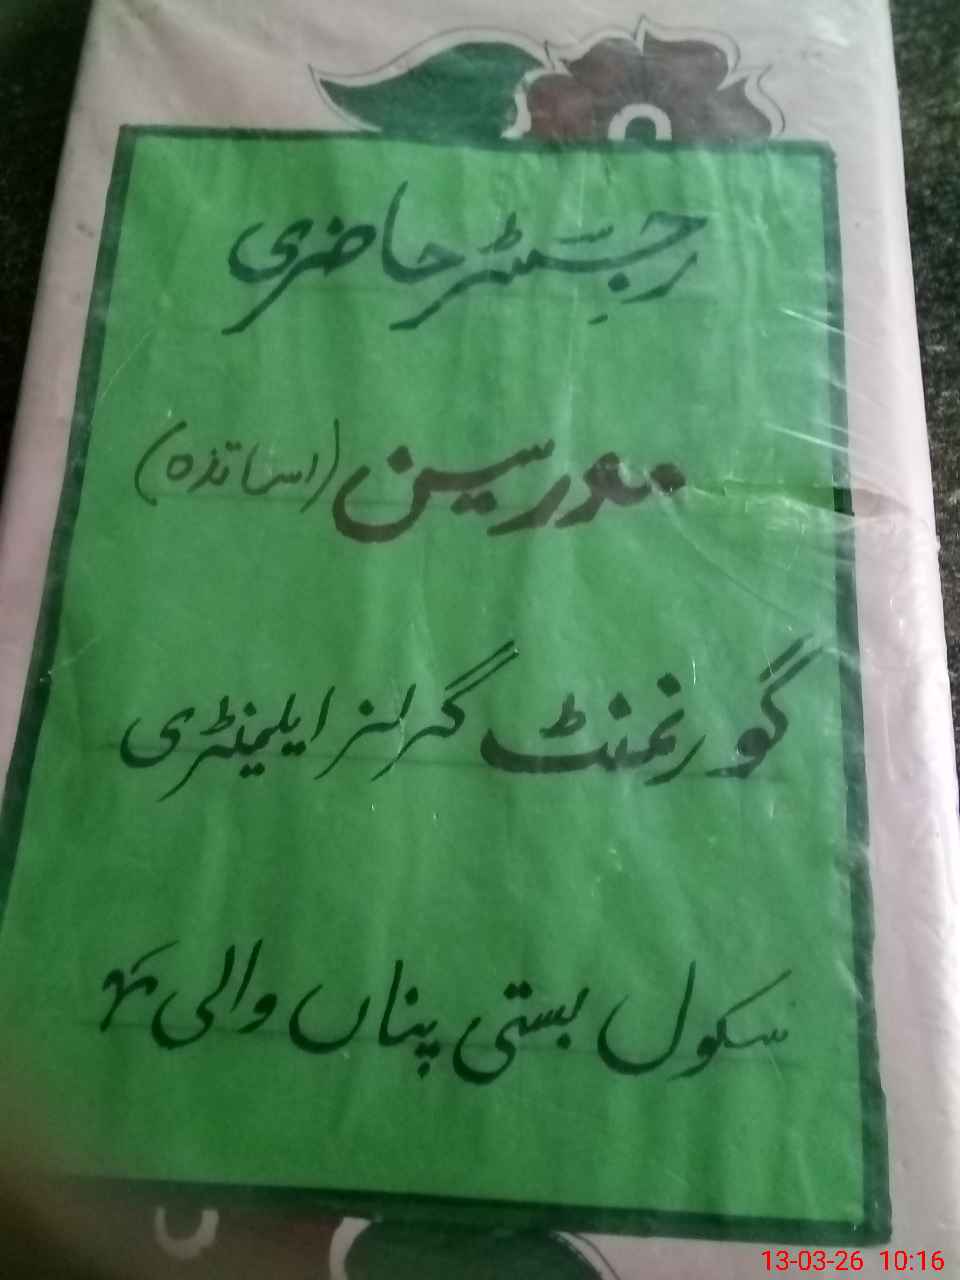 رجسٹر حاضری
مدرسین (اساتذہ)
گورنمنٹ گرلز ایلیمنٹری
سکول بستی پناں والی
13-03-26 10:16